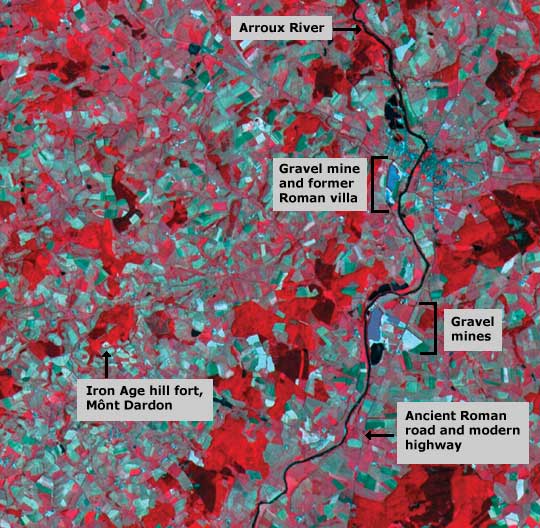 Arroux River
Gravel mine
and former
Roman villa
Gravel
mines
Iron Age hill fort,
Mônt Dardon
Ancient Roman
road and modern
highway